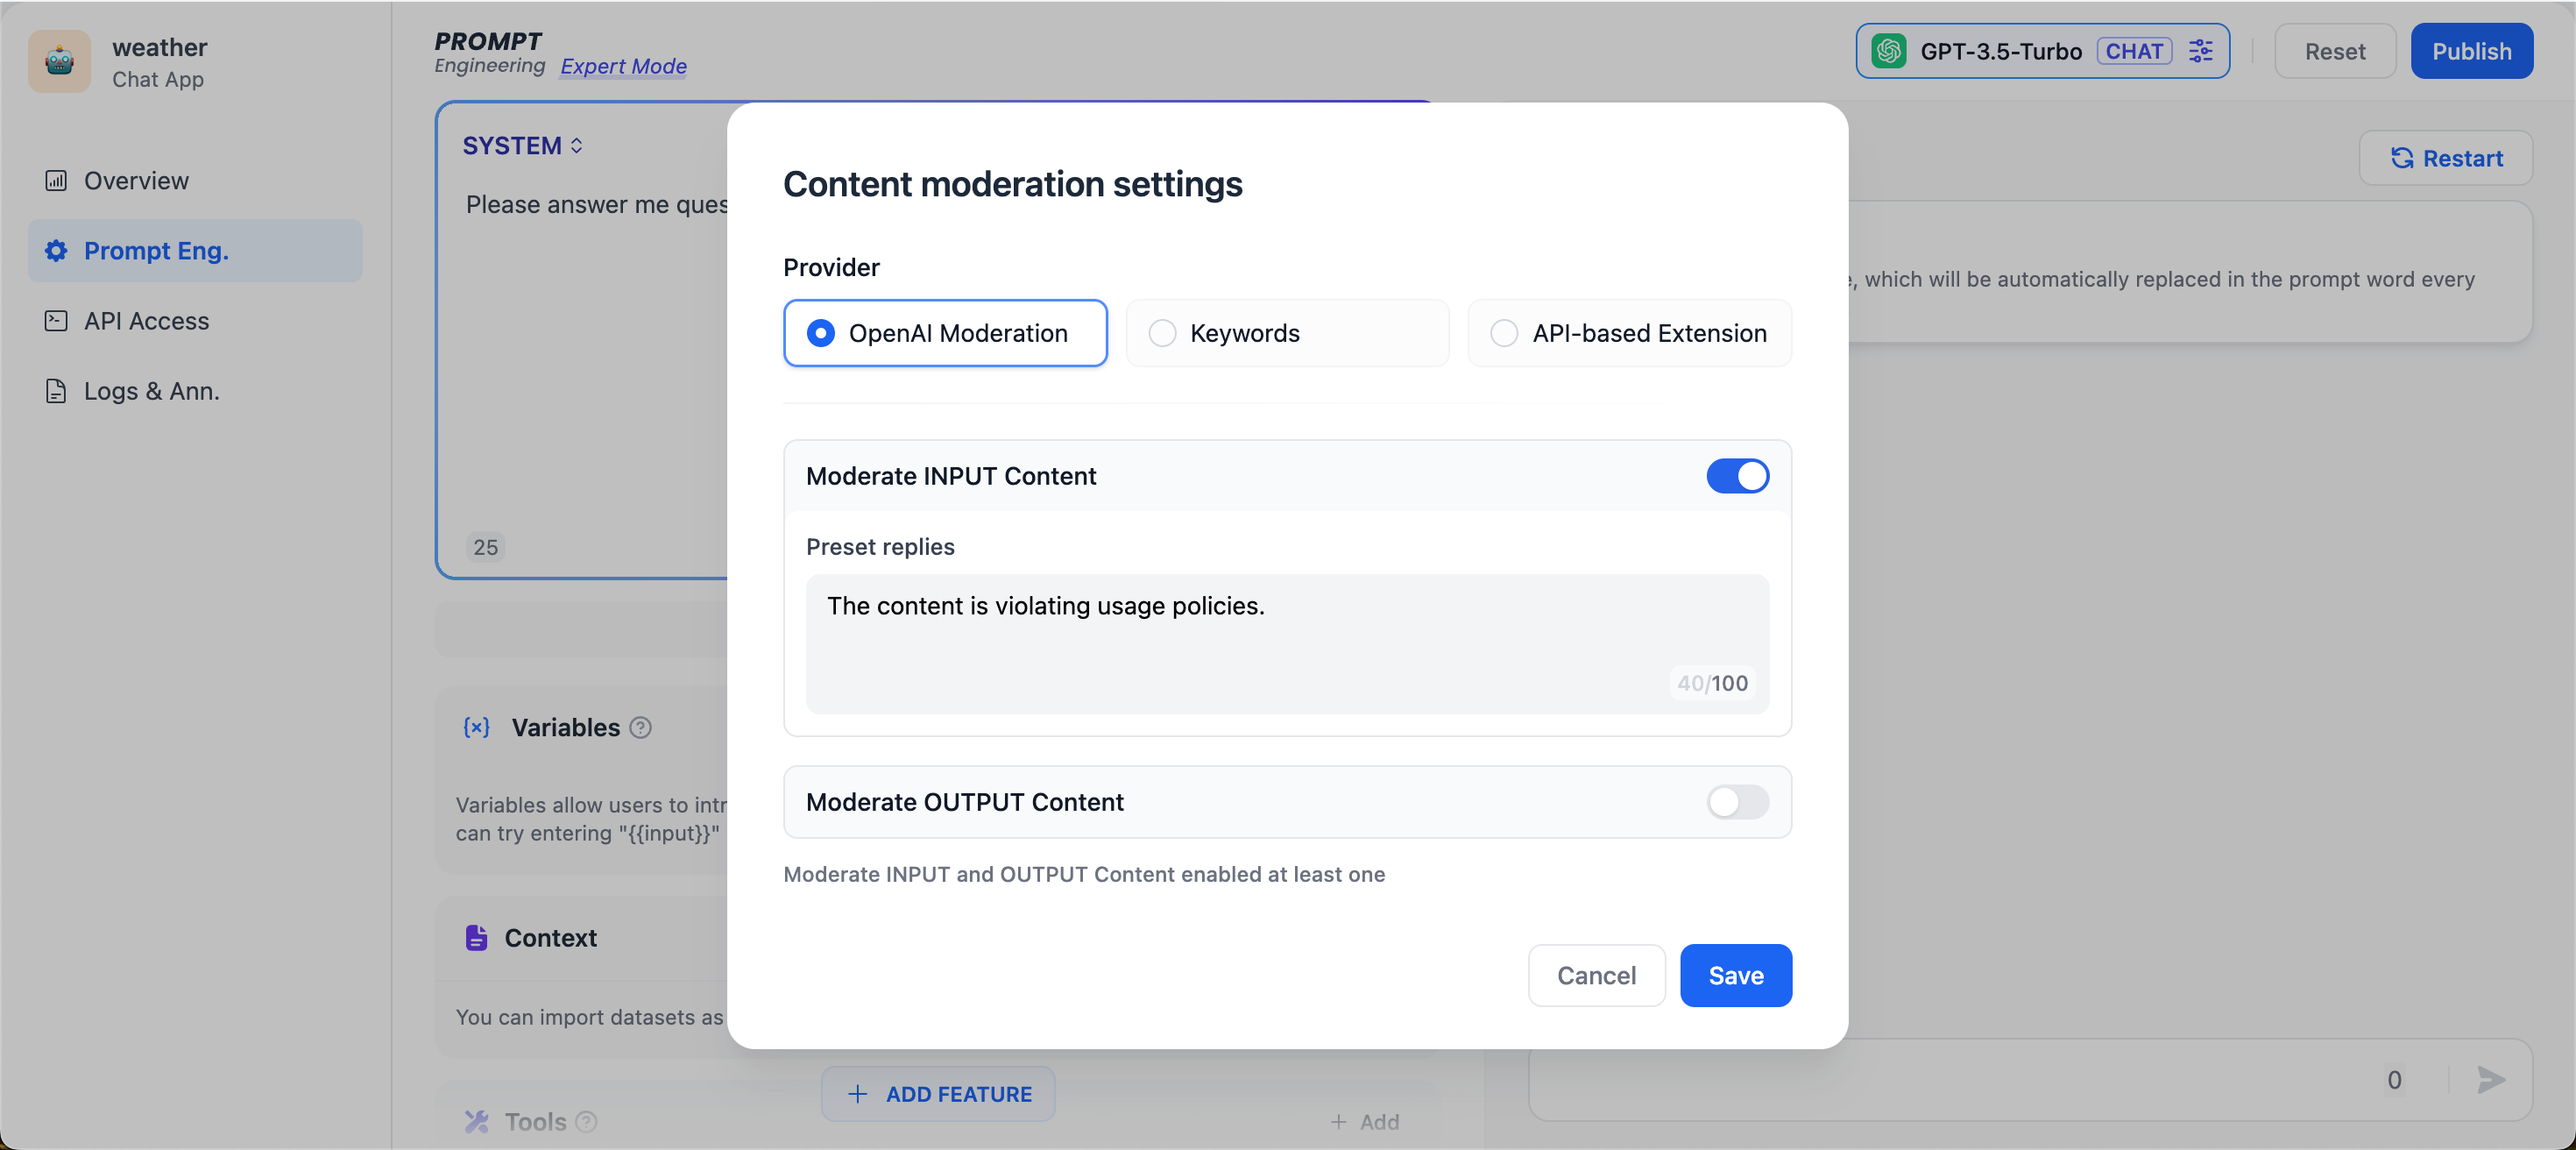 weather
Chat App
Overview
Prompt Eng.
API Access
Logs & Ann.
PROMPT
Engineering Expert Mode
GPT-3.5-Turbo CHAT
Reset
Publish
SYSTEM
Please answer me ques
25
Restart
, which will be automatically replaced in the prompt word every
Content moderation settings
Provider
OpenAI Moderation
Keywords
API-based Extension
Moderate INPUT Content
Preset replies
The content is violating usage policies.
40/100
Moderate OUTPUT Content
Moderate INPUT and OUTPUT Content enabled at least one
Cancel
Save
{x} Variables ?
Variables allow users to intr
can try entering "{{input}}"
Context
You can import datasets as
+ ADD FEATURE
Tools ?
+ Add
0